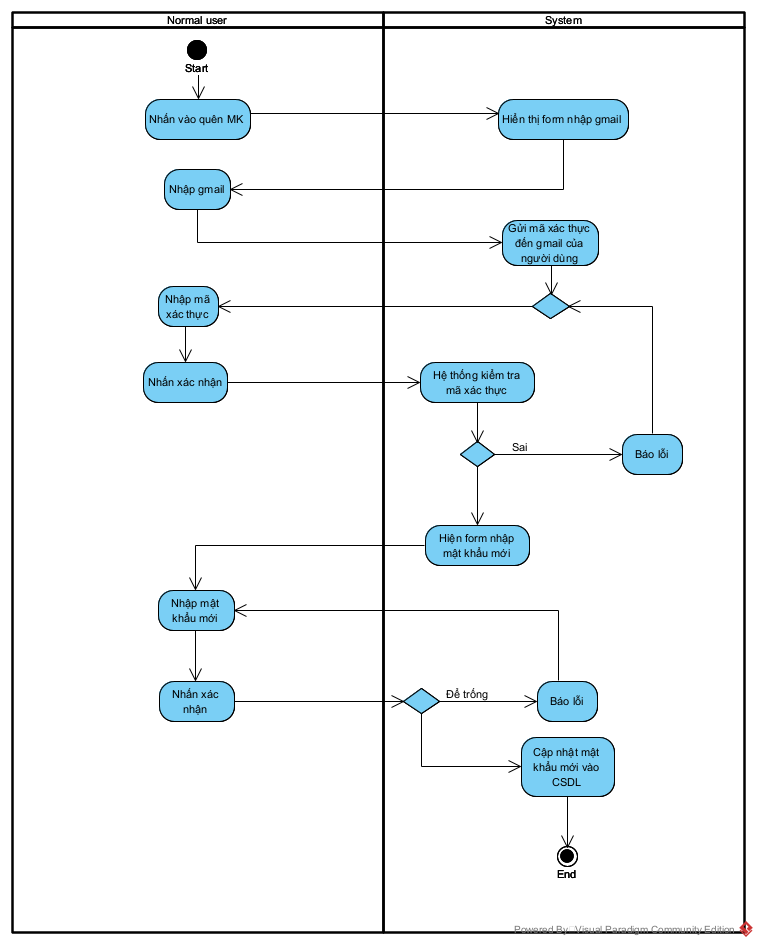 Normal user
System
Start
Nhấn vào quên MK
Hiển thị form nhập gmail
Nhập gmail
Gửi mã xác thực
đến gmail của
người dùng
Nhập mã
xác thực
Nhấn xác nhận
Hệ thống kiểm tra
mã xác thực
Sai
Báo lỗi
Hiện form nhập
mật khẩu mới
Nhập mật
khẩu mới
Nhấn xác
nhận
Để trống
Báo lỗi
Cập nhật mật
khẩu mới vào
CSDL
End
Powered By: Visual Paradigm Community Edition